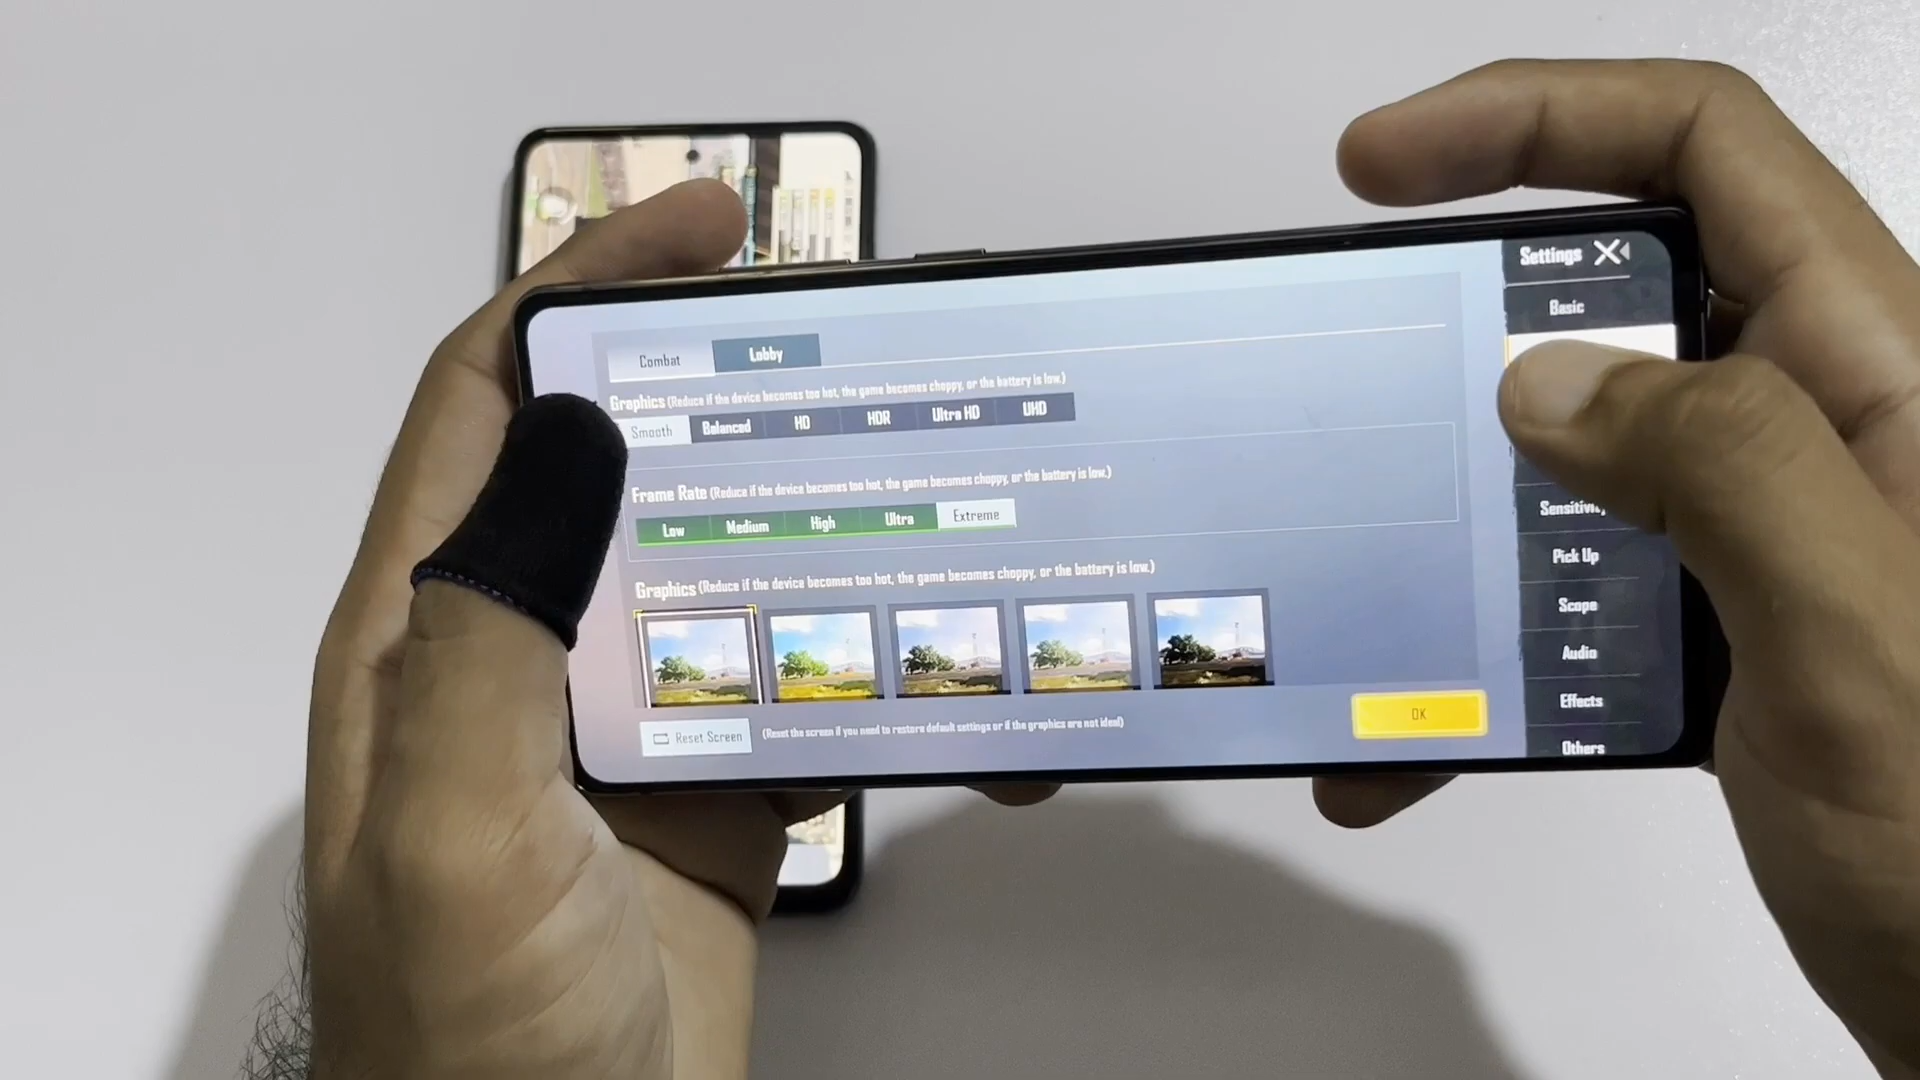 Settings
Basic
Combat Lobby
Graphics (Reduce if the device becomes too hot, the game becomes choppy, or the battery is low.)
Smooth Balanced HD HDR Ultra HD UHD
Frame Rate (Reduce if the device becomes too hot, the game becomes choppy, or the battery is low.)
Low Medium High Ultra Extreme
Graphics (Reduce if the device becomes too hot, the game becomes choppy, or the battery is low.)
Reset Screen (Reset the screen if you need to restore default settings or if the graphics are not ideal)
OK
Sensitivity
Pick Up
Scope
Audio
Effects
Others